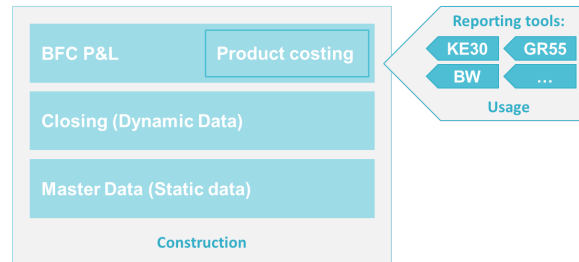 BFC P&L
Product costing
Closing (Dynamic Data)
Master Data (Static data)
Construction
Reporting tools:
KE30
GR55
BW
...
Usage